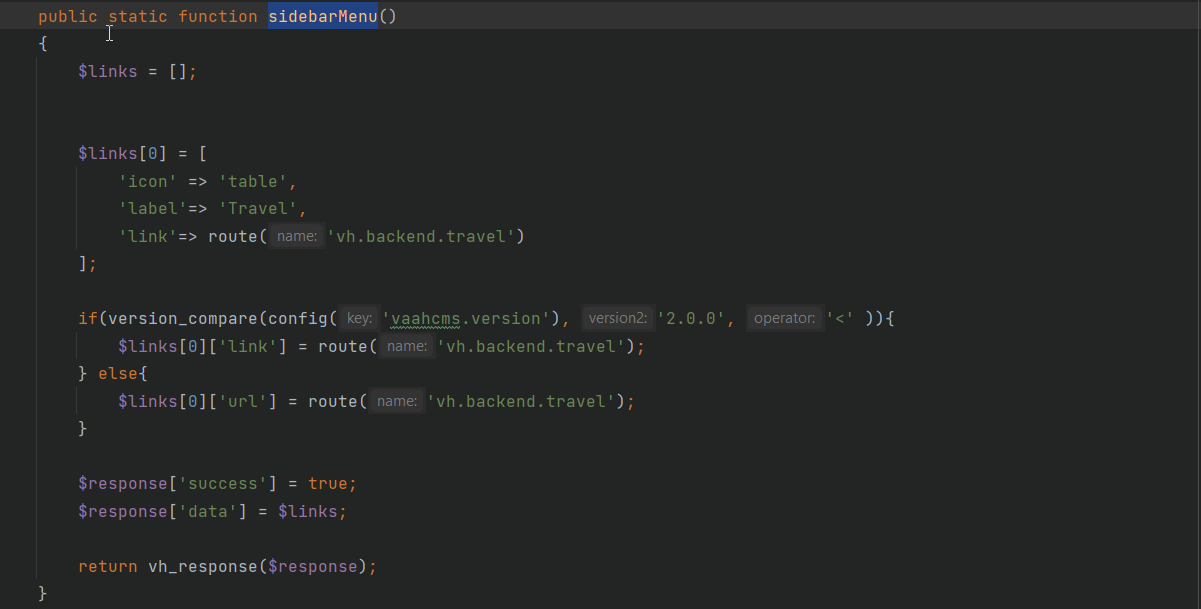 public static function sidebarMenu()
{
$links = [];
$links[0] = [
'icon' => 'table',
'label'=> 'Travel',
'link'=> route( name: 'vh.backend.travel')
];
if(version_compare(config( key: 'vaahcms.version'), version2: '2.0.0', operator: '<' )){
$links[0]['link'] = route( name: 'vh.backend.travel');
} else{
$links[0]['url'] = route( name: 'vh.backend.travel');
}
$response['success'] = true;
$response['data'] = $links;
return vh_response($response);
}